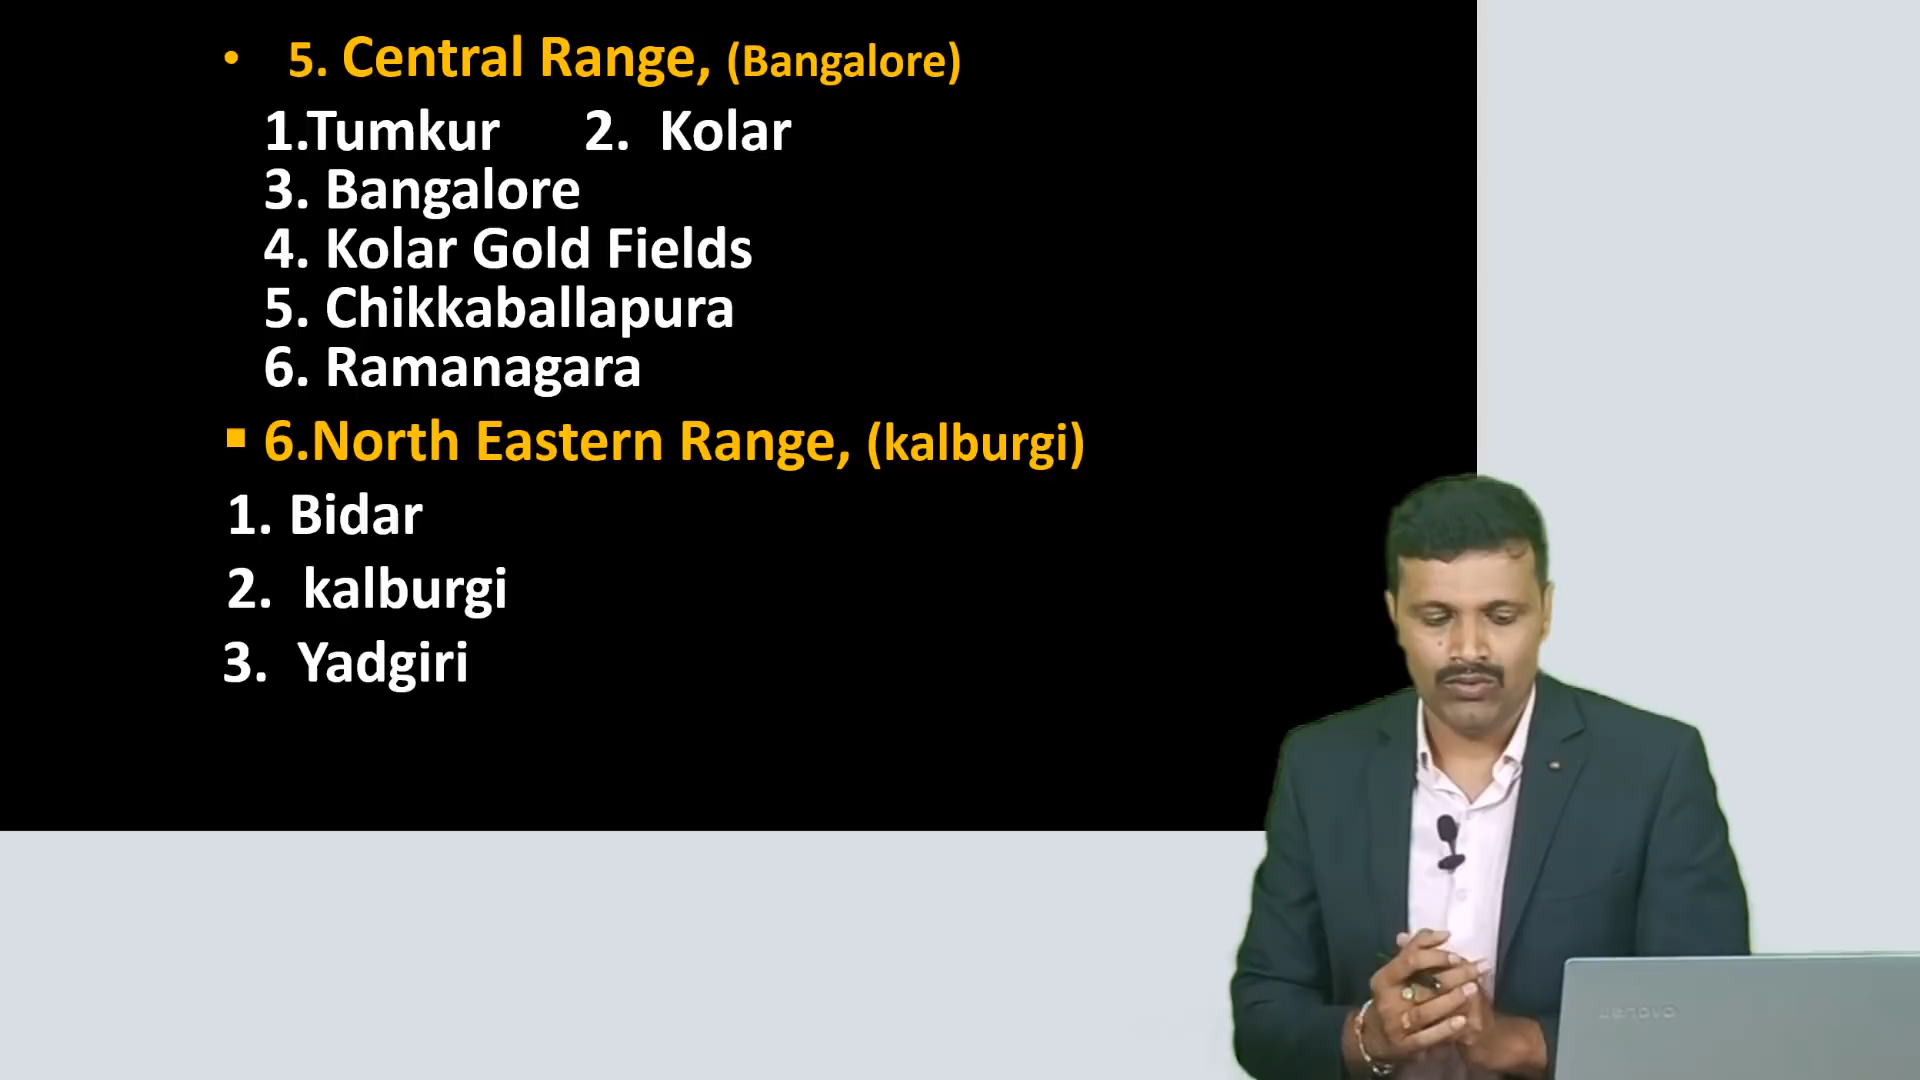 • 5. Central Range, (Bangalore)
1.Tumkur 2. Kolar
3. Bangalore
4. Kolar Gold Fields
5. Chikkaballapura
6. Ramanagara
▪ 6.North Eastern Range, (kalburgi)
1. Bidar
2. kalburgi
3. Yadgiri
Lenovo